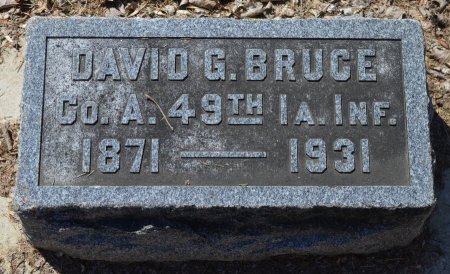 DAVID G. BRUCE
CO. A. 49TH IA. INF.
1871 — 1931